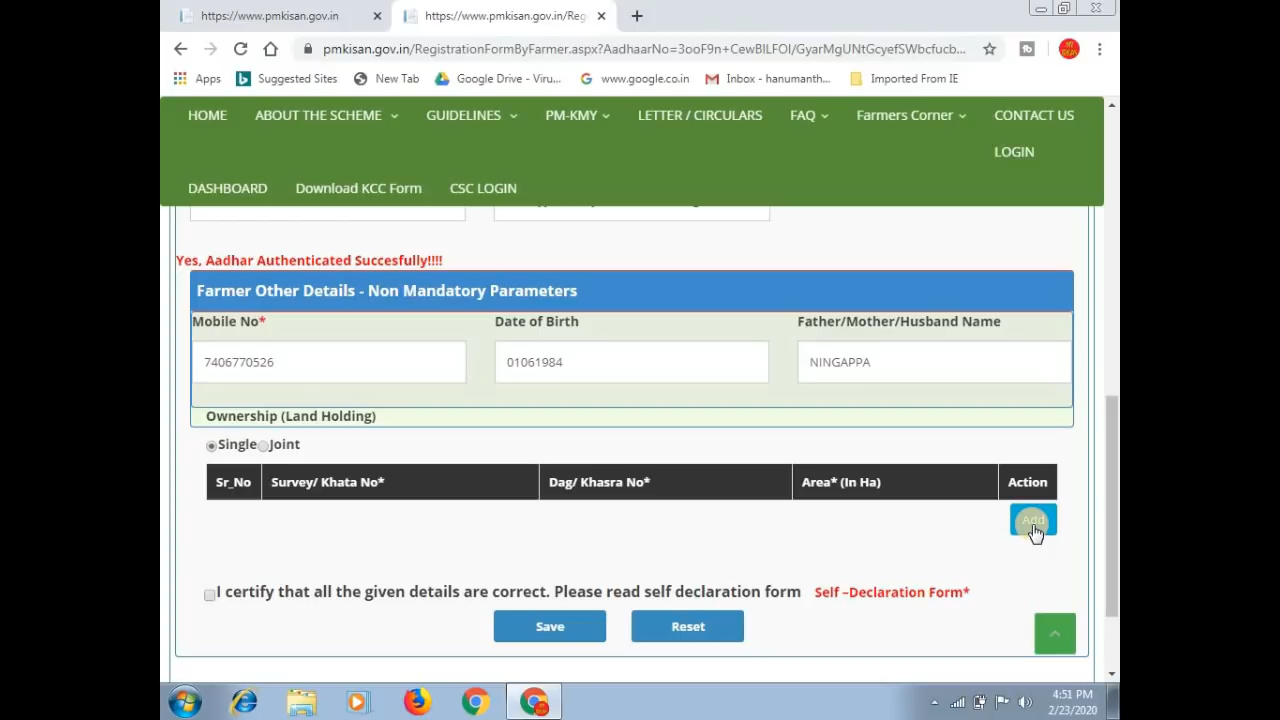 https://www.pmkisan.gov.in
https://www.pmkisan.gov.in/Reg
pmkisan.gov.in/RegistrationFormByFarmer.aspx?AadhaarNo=3ooF9n+CewBlLFOI/GyarMgUNtGcyefSWbcfucb...
Apps Suggested Sites New Tab Google Drive - Viru... www.google.co.in Inbox - hanumanth... Imported From IE
HOME ABOUT THE SCHEME GUIDELINES PM-KMY LETTER / CIRCULARS FAQ Farmers Corner CONTACT US
LOGIN
DASHBOARD Download KCC Form CSC LOGIN
Yes, Aadhar Authenticated Succesfully!!!!
Farmer Other Details - Non Mandatory Parameters
Mobile No* Date of Birth Father/Mother/Husband Name
7406770526 01061984 NINGAPPA
Ownership (Land Holding)
Single Joint
Sr_No Survey/ Khata No* Dag/ Khasra No* Area* (In Ha) Action
Add
I certify that all the given details are correct. Please read self declaration form Self –Declaration Form*
Save Reset
4:51 PM
2/23/2020